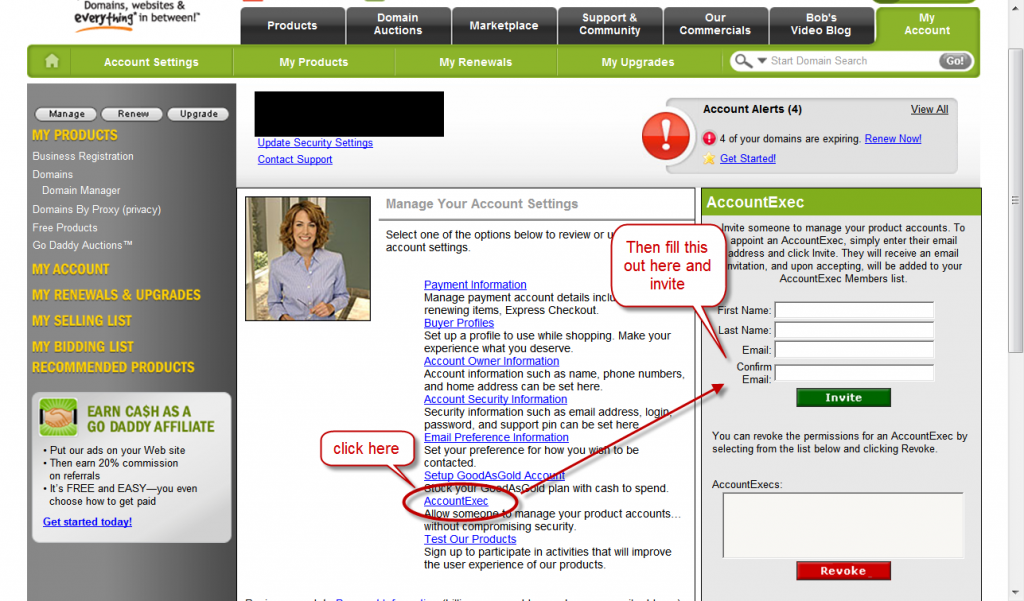 Domains, websites &
everything* in between!"
Products
Domain
Auctions
Marketplace
Support &
Community
Our
Commercials
Bob's
Video Blog
My
Account
Account Settings
My Products
My Renewals
My Upgrades
Start Domain Search
Go!
Manage
Renew
Upgrade
MY PRODUCTS
Business Registration
Domains
Domain Manager
Domains By Proxy (privacy)
Free Products
Go Daddy Auctions™
MY ACCOUNT
MY RENEWALS & UPGRADES
MY SELLING LIST
MY BIDDING LIST
RECOMMENDED PRODUCTS
EARN CA$H AS A
GO DADDY AFFILIATE
• Put our ads on your Web site
• Then earn 20% commission
on referrals
• It's FREE and EASY—you even
choose how to get paid
Get started today!
Update Security Settings
Contact Support
Account Alerts (4)
View All
4 of your domains are expiring. Renew Now!
Get Started!
Manage Your Account Settings
Select one of the options below to review or u
account settings.
Payment Information
Manage payment account details inclu
renewing items, Express Checkout.
Buyer Profiles
Set up a profile to use while shopping. Make your
experience what you deserve.
Account Owner Information
Account information such as name, phone numbers,
and home address can be set here.
Account Security Information
Security information such as email address, login,
password, and support pin can be set here.
Email Preference Information
Set your preference for how you wish to be
contacted.
Setup GoodAsGold Account
Stock your GoodAsGold plan with cash to spend.
AccountExec
Allow someone to manage your product accounts…
without compromising security.
Test Our Products
Sign up to participate in activities that will improve
the user experience of our products.
click here
Then fill this
out here and
invite
AccountExec
Invite someone to manage your product accounts. To
appoint an AccountExec, simply enter their email
address and click Invite. They will receive an email
invitation, and upon accepting, will be added to your
AccountExec Members list.
First Name:
Last Name:
Email:
Confirm
Email:
Invite
You can revoke the permissions for an AccountExec by
selecting from the list below and clicking Revoke.
AccountExecs:
Revoke